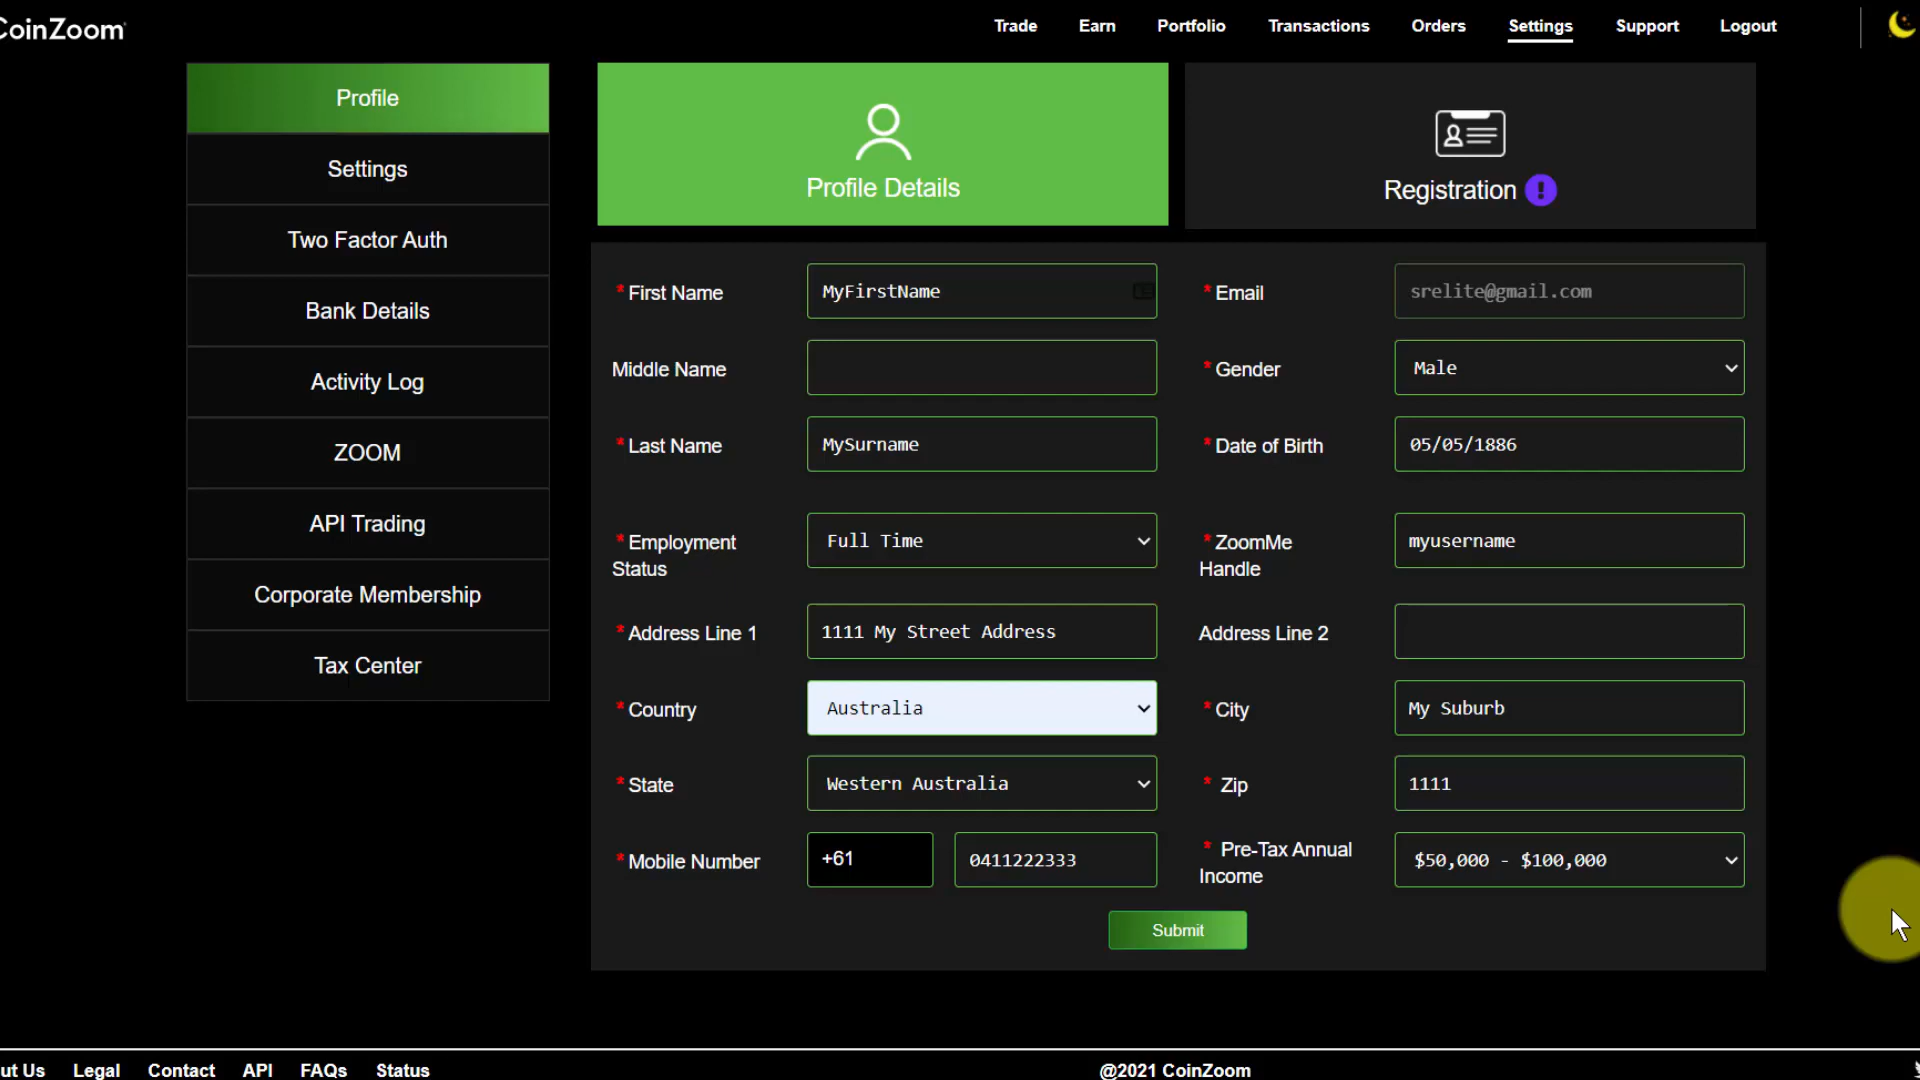 CoinZoom
Trade Earn Portfolio Transactions Orders Settings Support Logout
Profile
Settings
Two Factor Auth
Bank Details
Activity Log
ZOOM
API Trading
Corporate Membership
Tax Center
Profile Details
Registration !
* First Name MyFirstName * Email srelite@gmail.com
Middle Name * Gender Male
* Last Name MySurname * Date of Birth 05/05/1886
* Employment Status Full Time * ZoomMe Handle myusername
* Address Line 1 1111 My Street Address Address Line 2
* Country Australia * City My Suburb
* State Western Australia * Zip 1111
* Mobile Number +61 0411222333 * Pre-Tax Annual Income $50,000 - $100,000
Submit
ut Us Legal Contact API FAQs Status @2021 CoinZoom